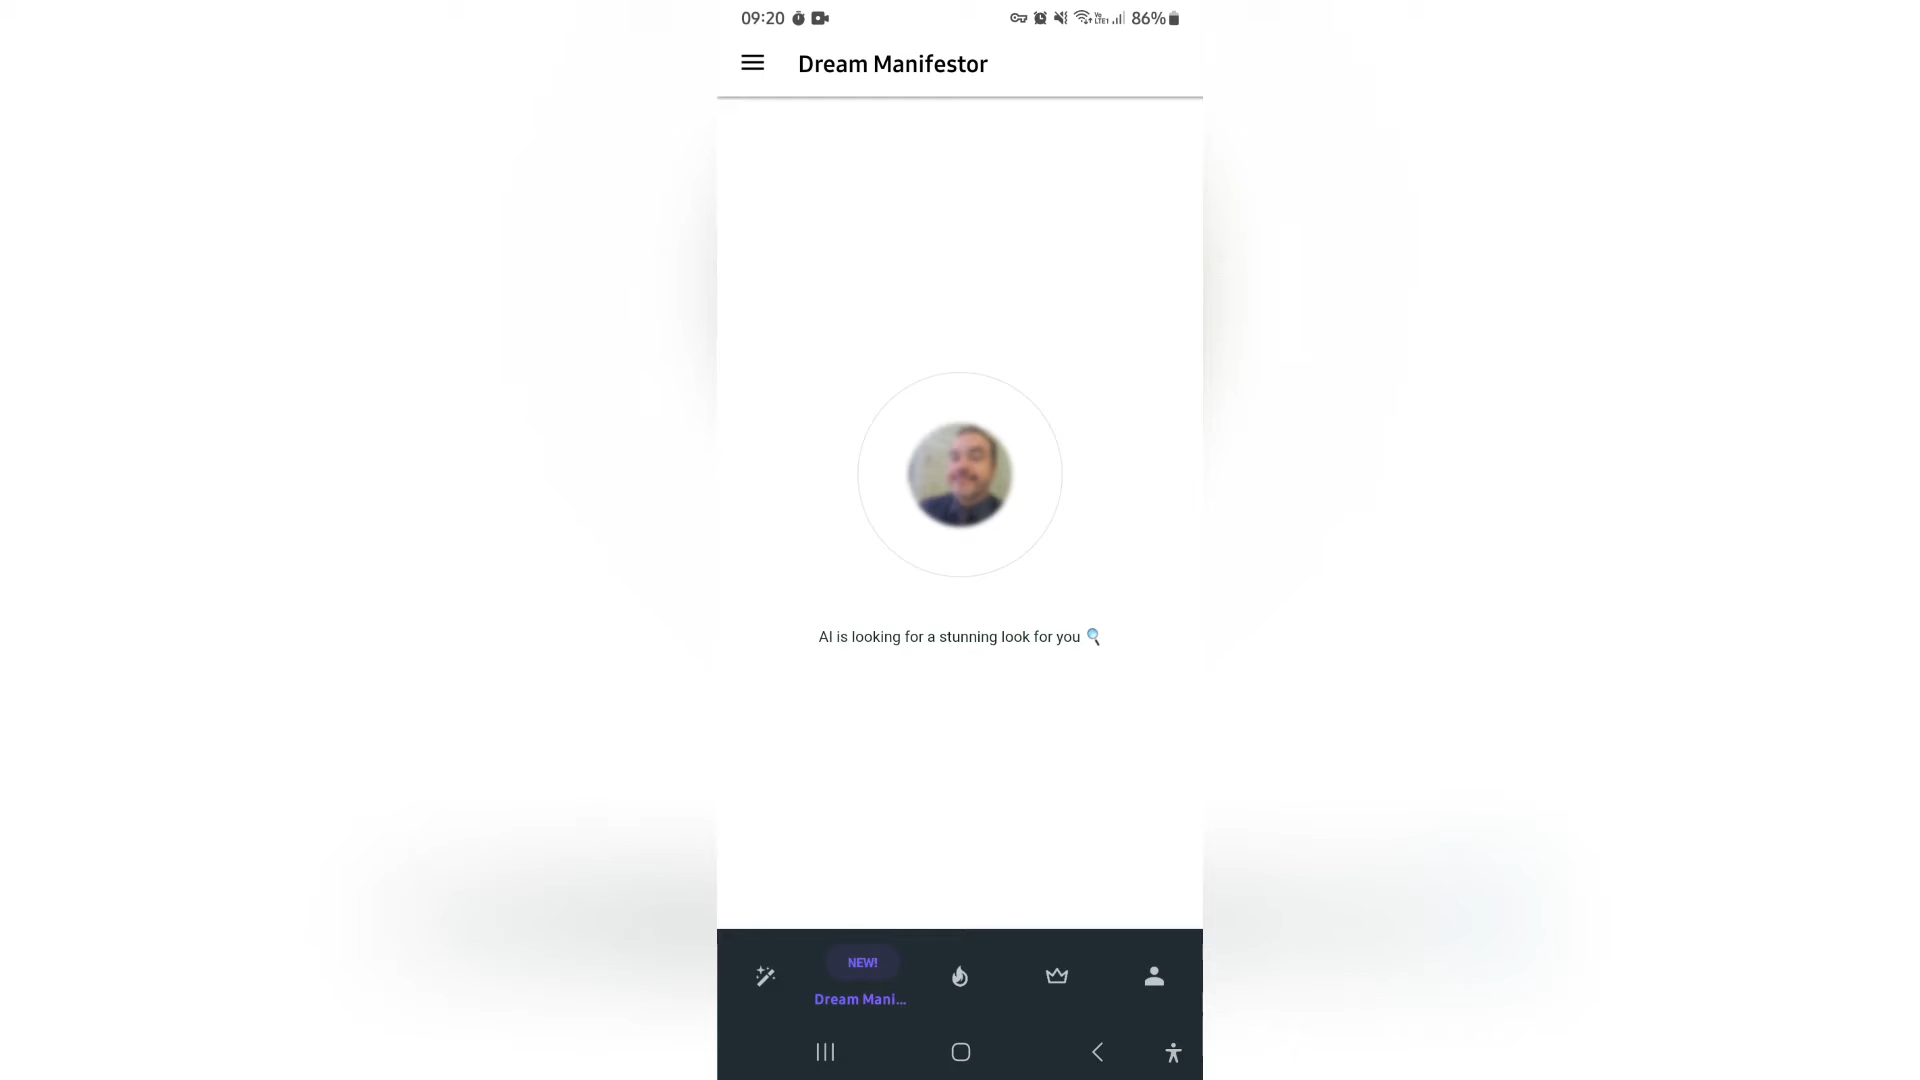 09:20 86%
Dream Manifestor
AI is looking for a stunning look for you
NEW!
Dream Mani...